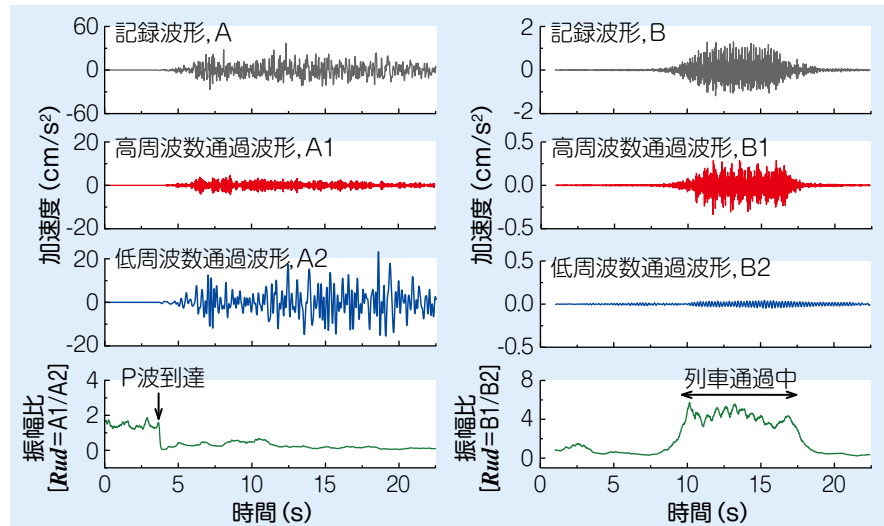 記録波形, A
60
0
-60
高周波数通過波形, A1
20
0
-20
低周波数通過波形, A2
20
0
-20
加速度 (cm/s²)
P波到達
4
2
0
振幅比
[Rud=A1/A2]
0 5 10 15 20
時間 (s)
記録波形, B
2
0
-2
高周波数通過波形, B1
0.5
0.0
-0.5
低周波数通過波形, B2
0.5
0.0
-0.5
加速度 (cm/s²)
列車通過中
8
4
0
振幅比
[Rud=B1/B2]
0 5 10 15 20
時間 (s)